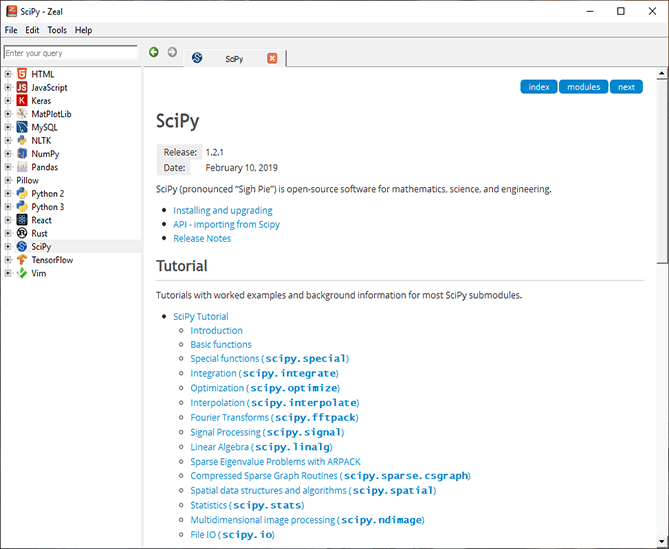 SciPy - Zeal
File Edit Tools Help
Enter your query
SciPy
HTML
JavaScript
Keras
MatPlotLib
MySQL
NLTK
NumPy
Pandas
Pillow
Python 2
Python 3
React
Rust
SciPy
TensorFlow
Vim
index modules next
SciPy
Release: 1.2.1
Date: February 10, 2019
SciPy (pronounced “Sigh Pie”) is open-source software for mathematics, science, and engineering.
Installing and upgrading
API - importing from Scipy
Release Notes
Tutorial
Tutorials with worked examples and background information for most SciPy submodules.
SciPy Tutorial
Introduction
Basic functions
Special functions (scipy.special)
Integration (scipy.integrate)
Optimization (scipy.optimize)
Interpolation (scipy.interpolate)
Fourier Transforms (scipy.fftpack)
Signal Processing (scipy.signal)
Linear Algebra (scipy.linalg)
Sparse Eigenvalue Problems with ARPACK
Compressed Sparse Graph Routines (scipy.sparse.csgraph)
Spatial data structures and algorithms (scipy.spatial)
Statistics (scipy.stats)
Multidimensional image processing (scipy.ndimage)
File IO (scipy.io)